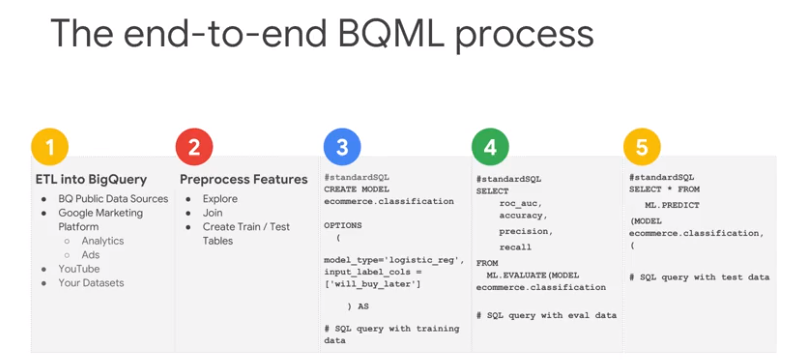 The end-to-end BQML process
1
ETL into BigQuery
• BQ Public Data Sources
• Google Marketing
Platform
○ Analytics
○ Ads
• YouTube
• Your Datasets
2
Preprocess Features
• Explore
• Join
• Create Train / Test
Tables
3
#standardSQL
CREATE MODEL
ecommerce.classification
OPTIONS
(
model_type='logistic_reg',
input_label_cols =
['will_buy_later']
) AS
# SQL query with training
data
4
#standardSQL
SELECT
roc_auc,
accuracy,
precision,
recall
FROM
ML.EVALUATE(MODEL
ecommerce.classification
# SQL query with eval data
5
#standardSQL
SELECT * FROM
ML.PREDICT
(MODEL
ecommerce.classification,
(
# SQL query with test data